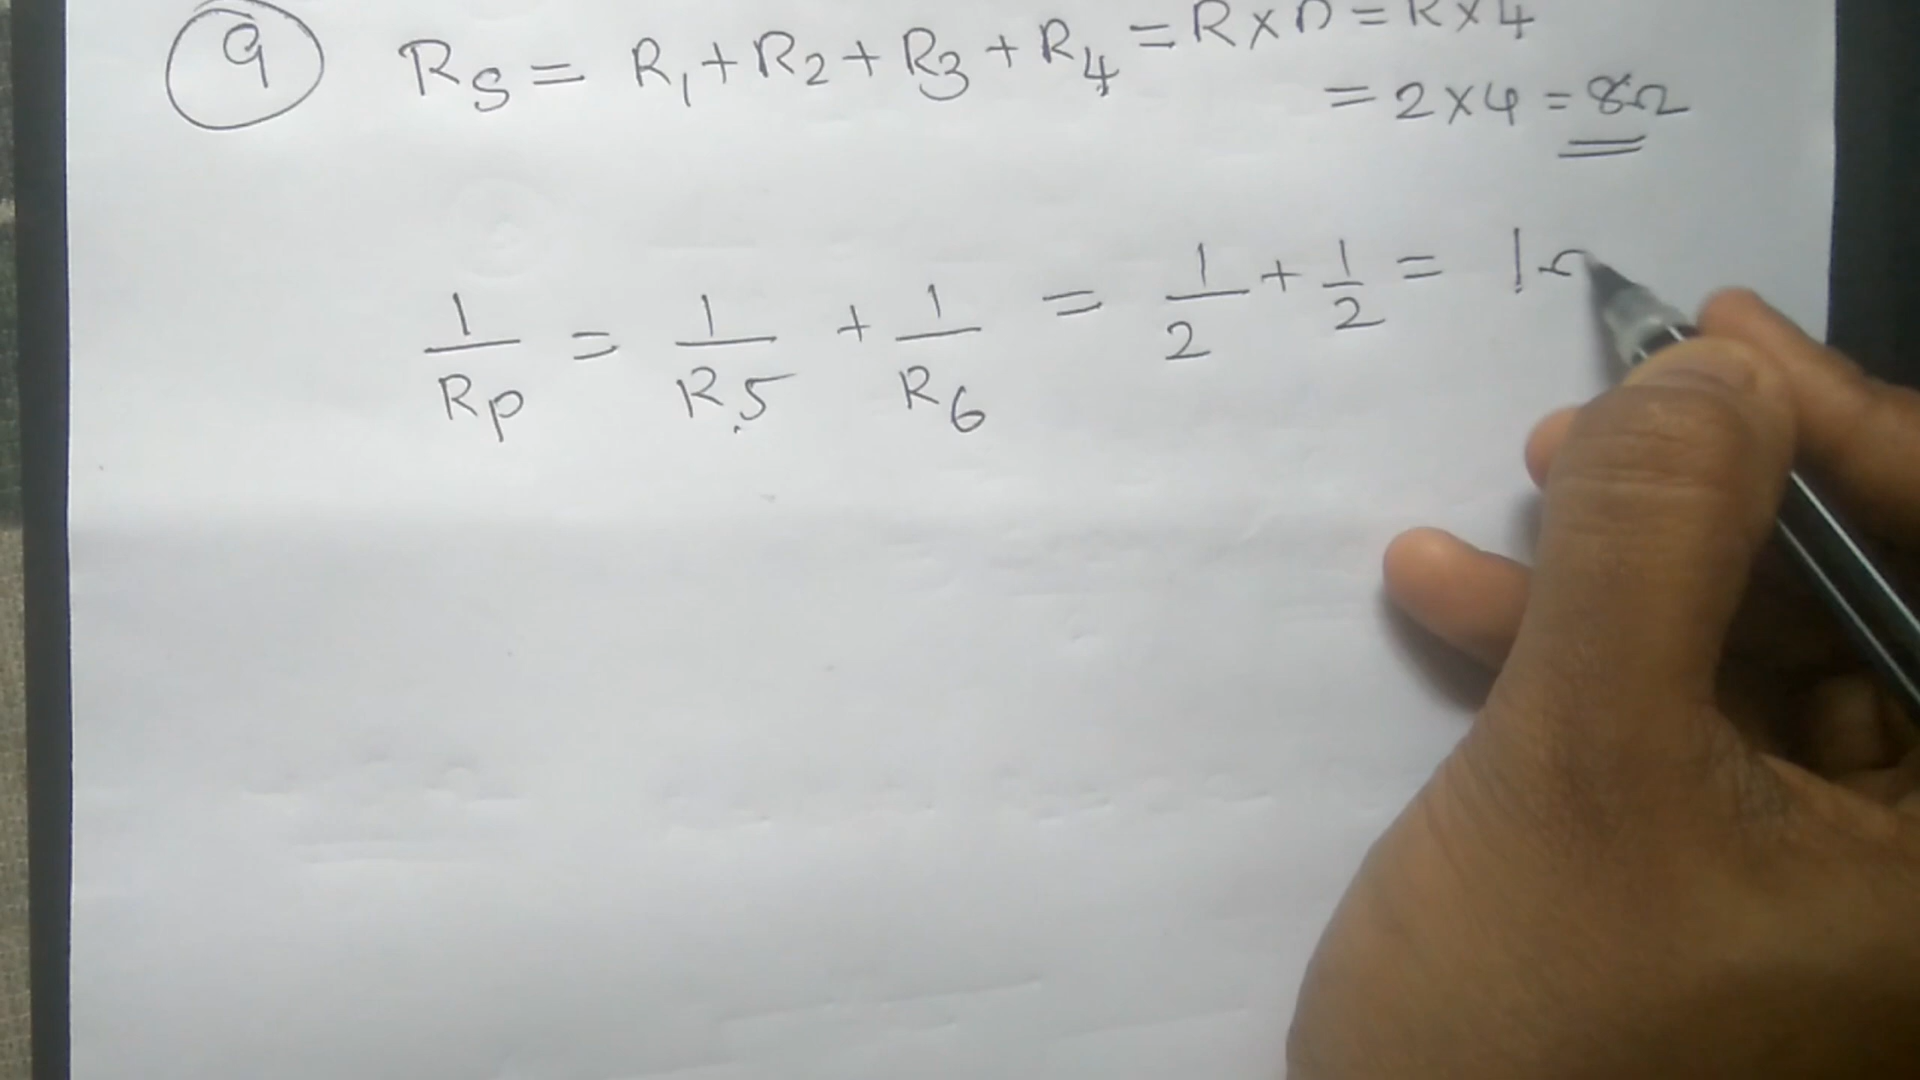 9 RS = R1 + R2 + R3 + R4 = R × n = R × 4
= 2 × 4 = 8Ω
1/RP = 1/R5 + 1/R6 = 1/2 + 1/2 = 1Ω